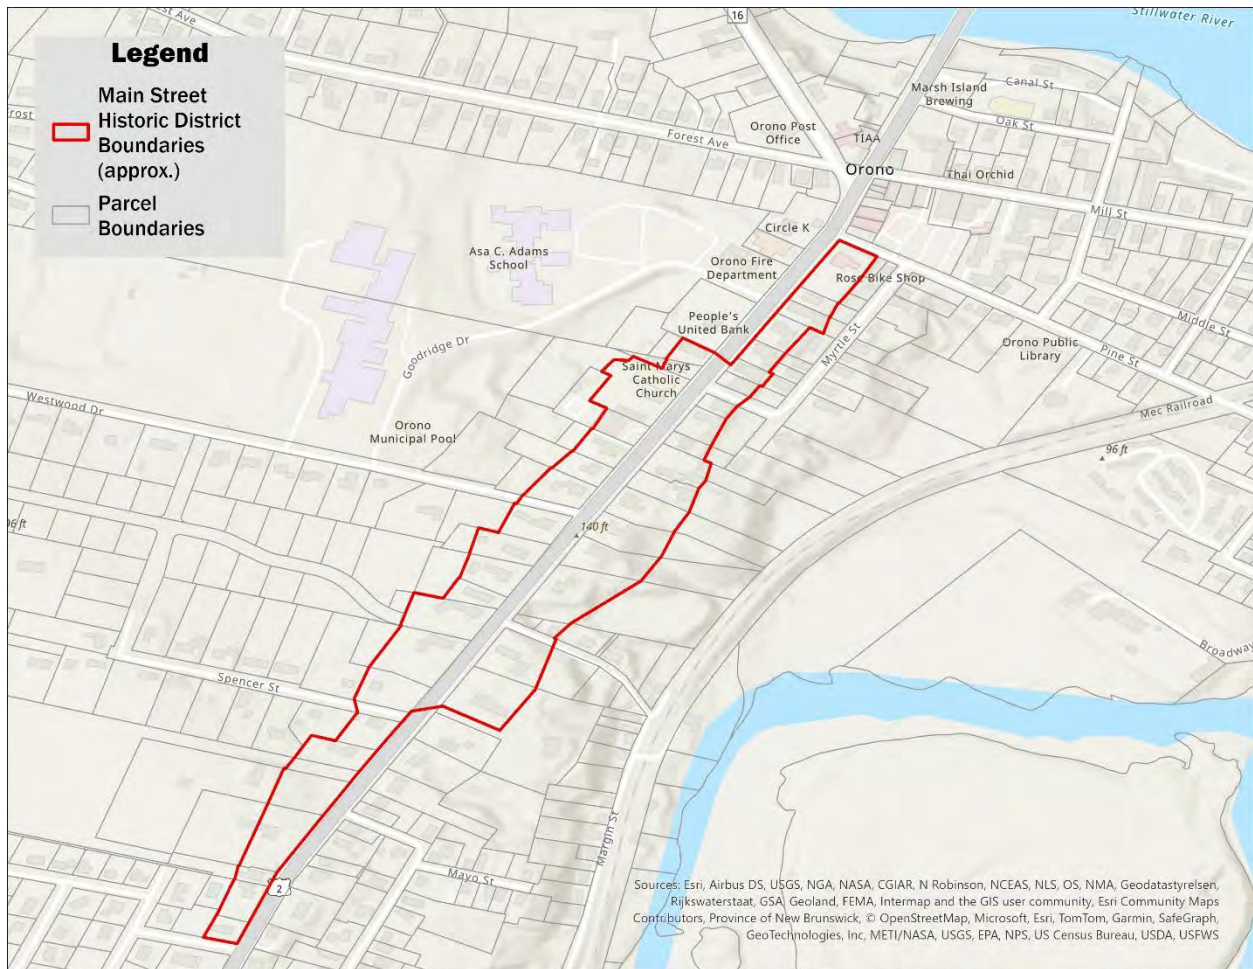 Legend
Main Street
Historic District
Boundaries
(approx.)
Parcel
Boundaries
est Ave
16
Stillwater River
Canal St
Marsh Island
Brewing
Oak St
Orono Post
Office
TIAA
rost
Forest Ave
Orono
Thai Orchid
Mill St
Circle K
Asa C. Adams
School
Orono Fire
Department
Rose Bike Shop
People's
United Bank
Middle St
Myrtle St
Orono Public
Library
Pine St
Goodridge Dr
Saint Marys
Catholic
Church
Westwood Dr
Orono
Municipal Pool
Mec Railroad
96 ft
96 ft
140 ft
Broadway
Spencer St
Margin St
Mayo St
2
Sources: Esri, Airbus DS, USGS, NGA, NASA, CGIAR, N Robinson, NCEAS, NLS, OS, NMA, Geodatastyrelsen,
Rijkswaterstaat, GSA, Geoland, FEMA, Intermap and the GIS user community, Esri Community Maps
Contributors, Province of New Brunswick, © OpenStreetMap, Microsoft, Esri, TomTom, Garmin, SafeGraph,
GeoTechnologies, Inc, METI/NASA, USGS, EPA, NPS, US Census Bureau, USDA, USFWS